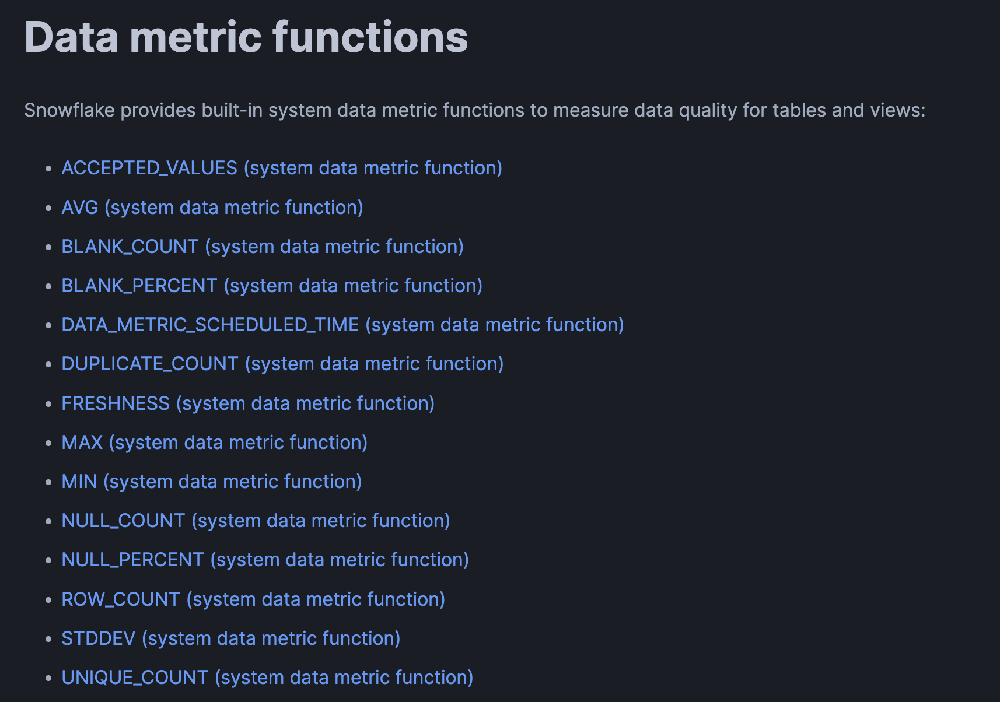 Data metric functions
Snowflake provides built-in system data metric functions to measure data quality for tables and views:
• ACCEPTED_VALUES (system data metric function)
• AVG (system data metric function)
• BLANK_COUNT (system data metric function)
• BLANK_PERCENT (system data metric function)
• DATA_METRIC_SCHEDULED_TIME (system data metric function)
• DUPLICATE_COUNT (system data metric function)
• FRESHNESS (system data metric function)
• MAX (system data metric function)
• MIN (system data metric function)
• NULL_COUNT (system data metric function)
• NULL_PERCENT (system data metric function)
• ROW_COUNT (system data metric function)
• STDDEV (system data metric function)
• UNIQUE_COUNT (system data metric function)